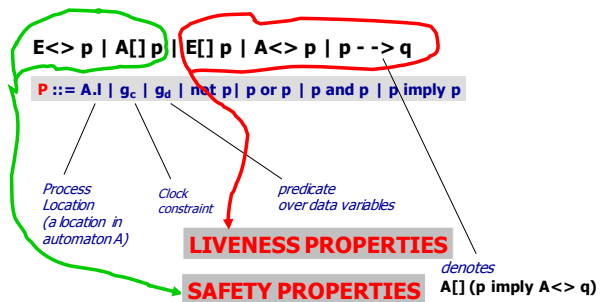 E<> p | A[] p | E[] p | A<> p | p - -> q
P ::= A.l | gc | gd | not p | p or p | p and p | p imply p
Process
Location
(a location in
automaton A)
Clock
constraint
predicate
over data variables
LIVENESS PROPERTIES
denotes
A[] (p imply A<> q)
SAFETY PROPERTIES